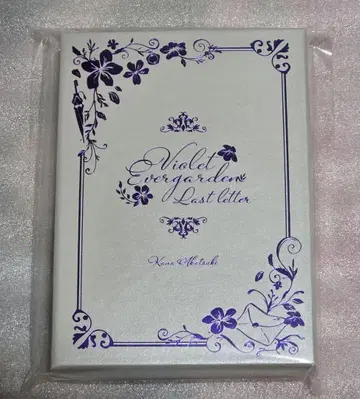 Violet
Evergarden
Last letter
Kana Akatsuki